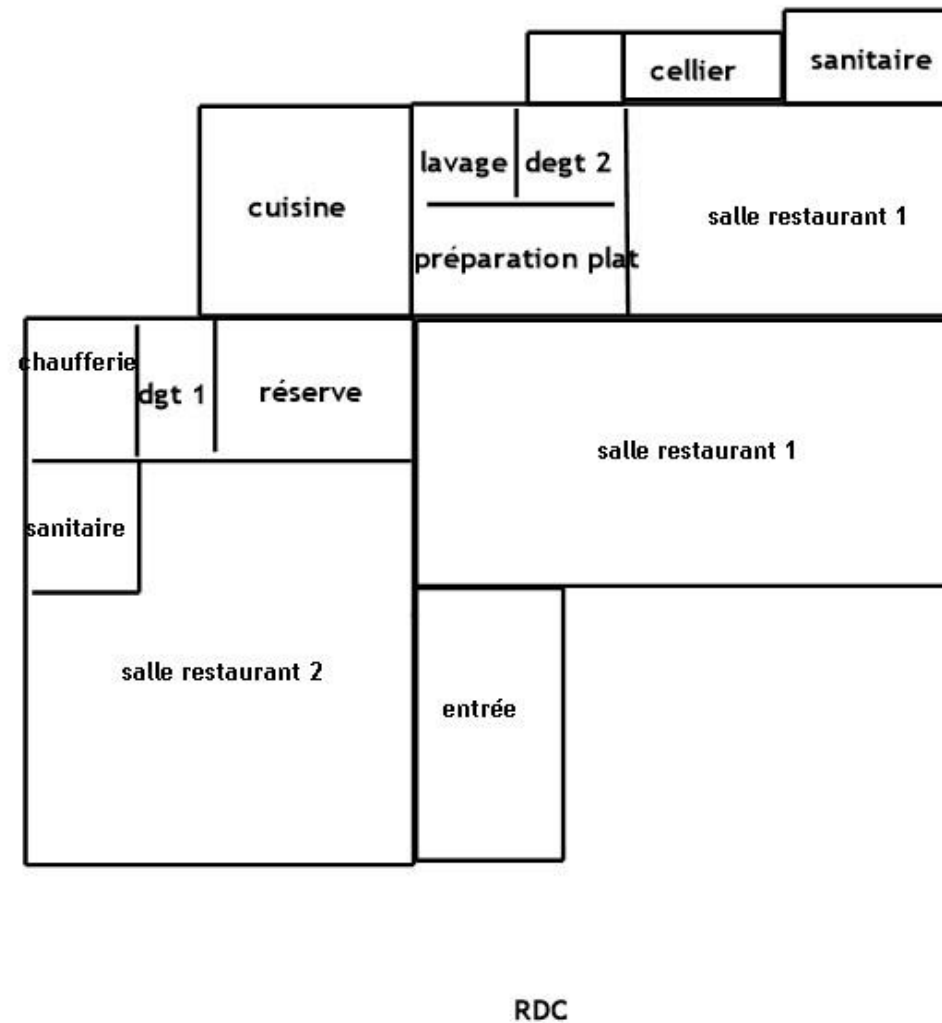 sanitaire
cellier
lavage
degt 2
cuisine
salle restaurant 1
préparation plat
chaufferie
dgt 1
réserve
salle restaurant 1
sanitaire
salle restaurant 2
entrée
RDC